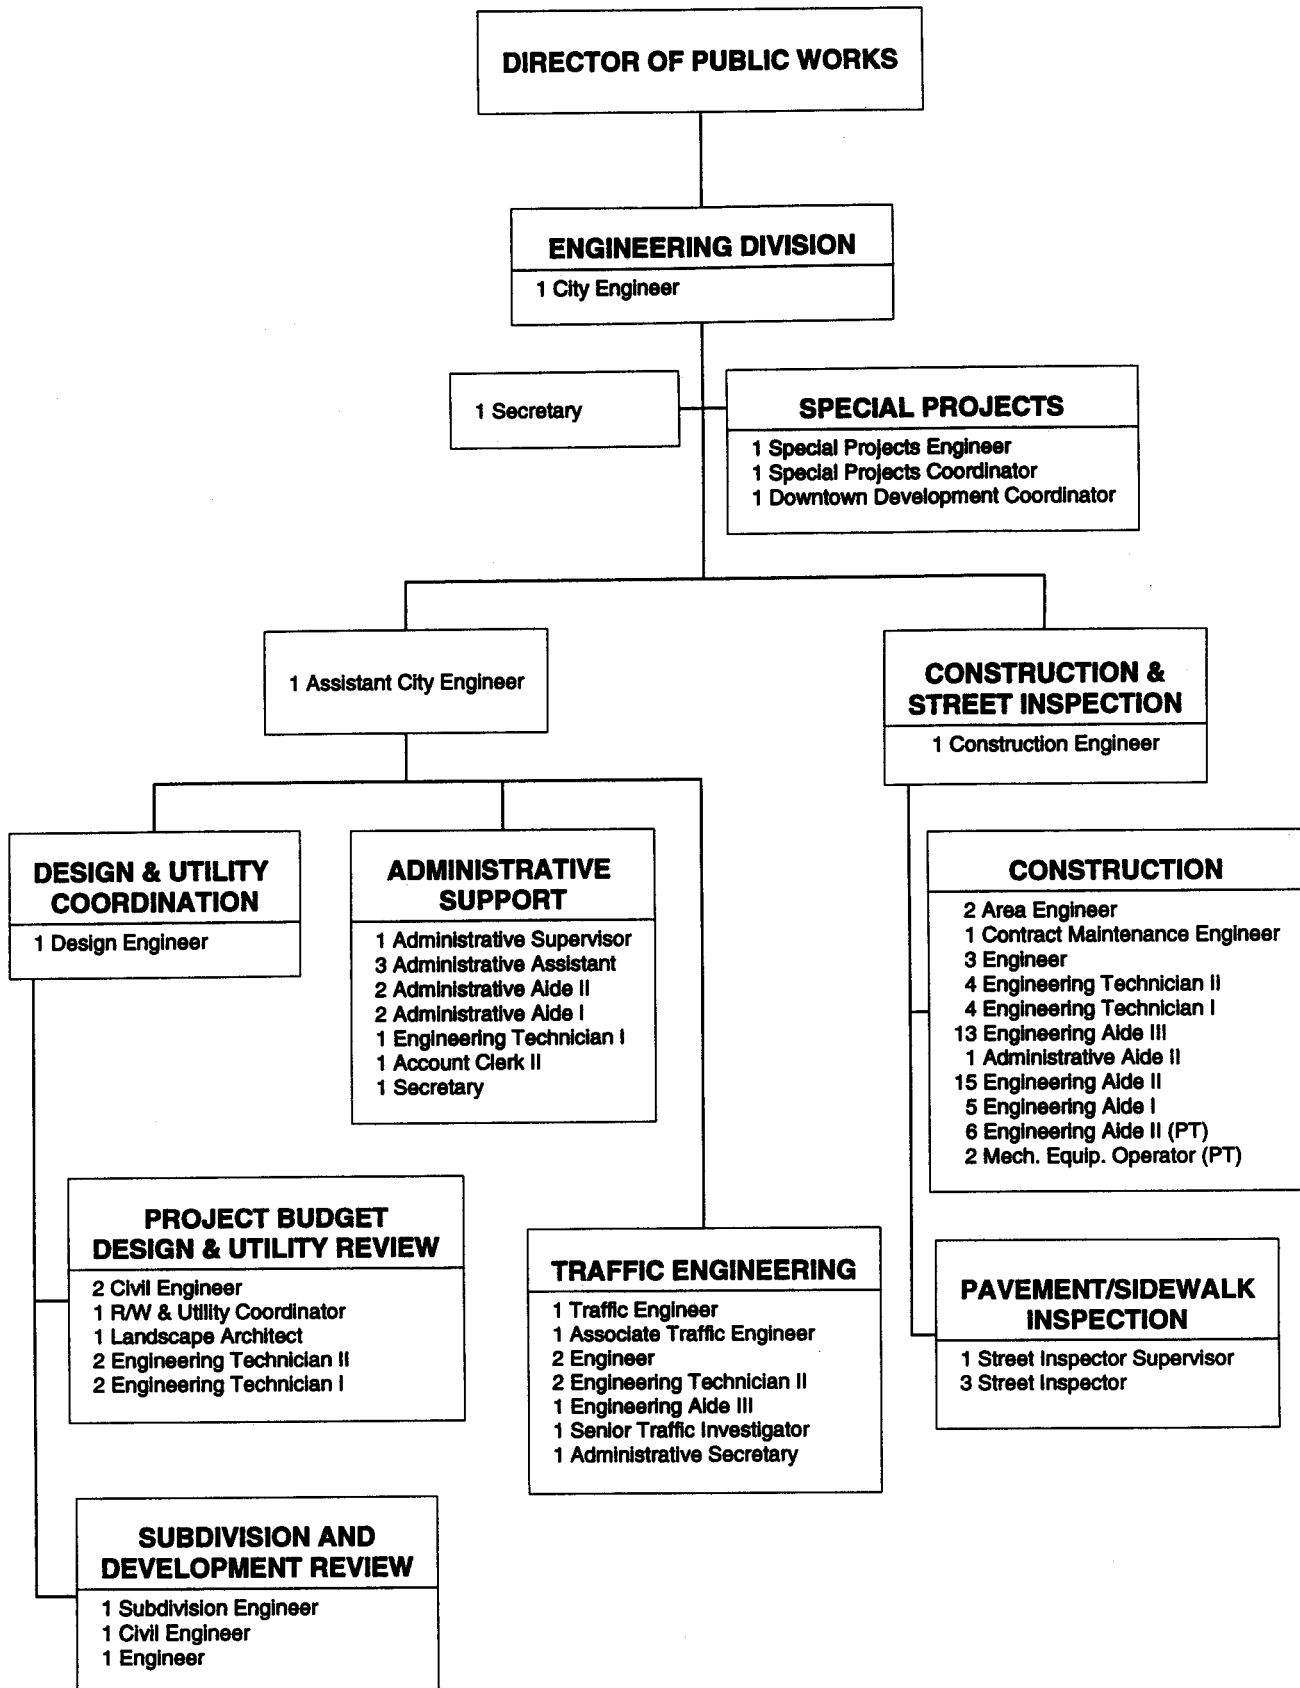 DIRECTOR OF PUBLIC WORKS
ENGINEERING DIVISION
1 City Engineer
1 Secretary
SPECIAL PROJECTS
1 Special Projects Engineer
1 Special Projects Coordinator
1 Downtown Development Coordinator
1 Assistant City Engineer
CONSTRUCTION &
STREET INSPECTION
1 Construction Engineer
DESIGN & UTILITY
COORDINATION
1 Design Engineer
ADMINISTRATIVE
SUPPORT
1 Administrative Supervisor
3 Administrative Assistant
2 Administrative Aide II
2 Administrative Aide I
1 Engineering Technician I
1 Account Clerk II
1 Secretary
CONSTRUCTION
2 Area Engineer
1 Contract Maintenance Engineer
3 Engineer
4 Engineering Technician II
4 Engineering Technician I
13 Engineering Aide III
1 Administrative Aide II
15 Engineering Aide II
5 Engineering Aide I
6 Engineering Aide II (PT)
2 Mech. Equip. Operator (PT)
PROJECT BUDGET
DESIGN & UTILITY REVIEW
2 Civil Engineer
1 R/W & Utility Coordinator
1 Landscape Architect
2 Engineering Technician II
2 Engineering Technician I
TRAFFIC ENGINEERING
1 Traffic Engineer
1 Associate Traffic Engineer
2 Engineer
2 Engineering Technician II
1 Engineering Aide III
1 Senior Traffic Investigator
1 Administrative Secretary
PAVEMENT/SIDEWALK
INSPECTION
1 Street Inspector Supervisor
3 Street Inspector
SUBDIVISION AND
DEVELOPMENT REVIEW
1 Subdivision Engineer
1 Civil Engineer
1 Engineer